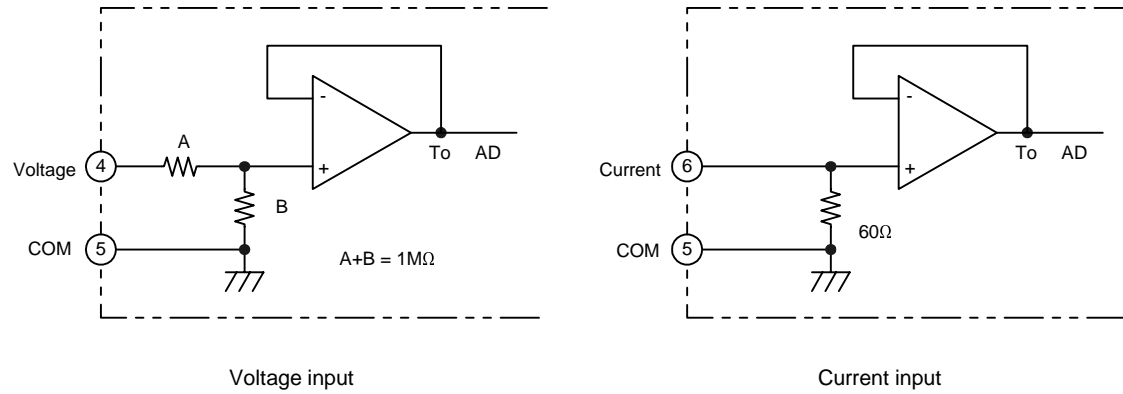 -
A
To AD
Voltage
4
+
B
COM
5
A+B = 1MΩ
Voltage input
-
To AD
Current
6
+
60Ω
COM
5
Current input